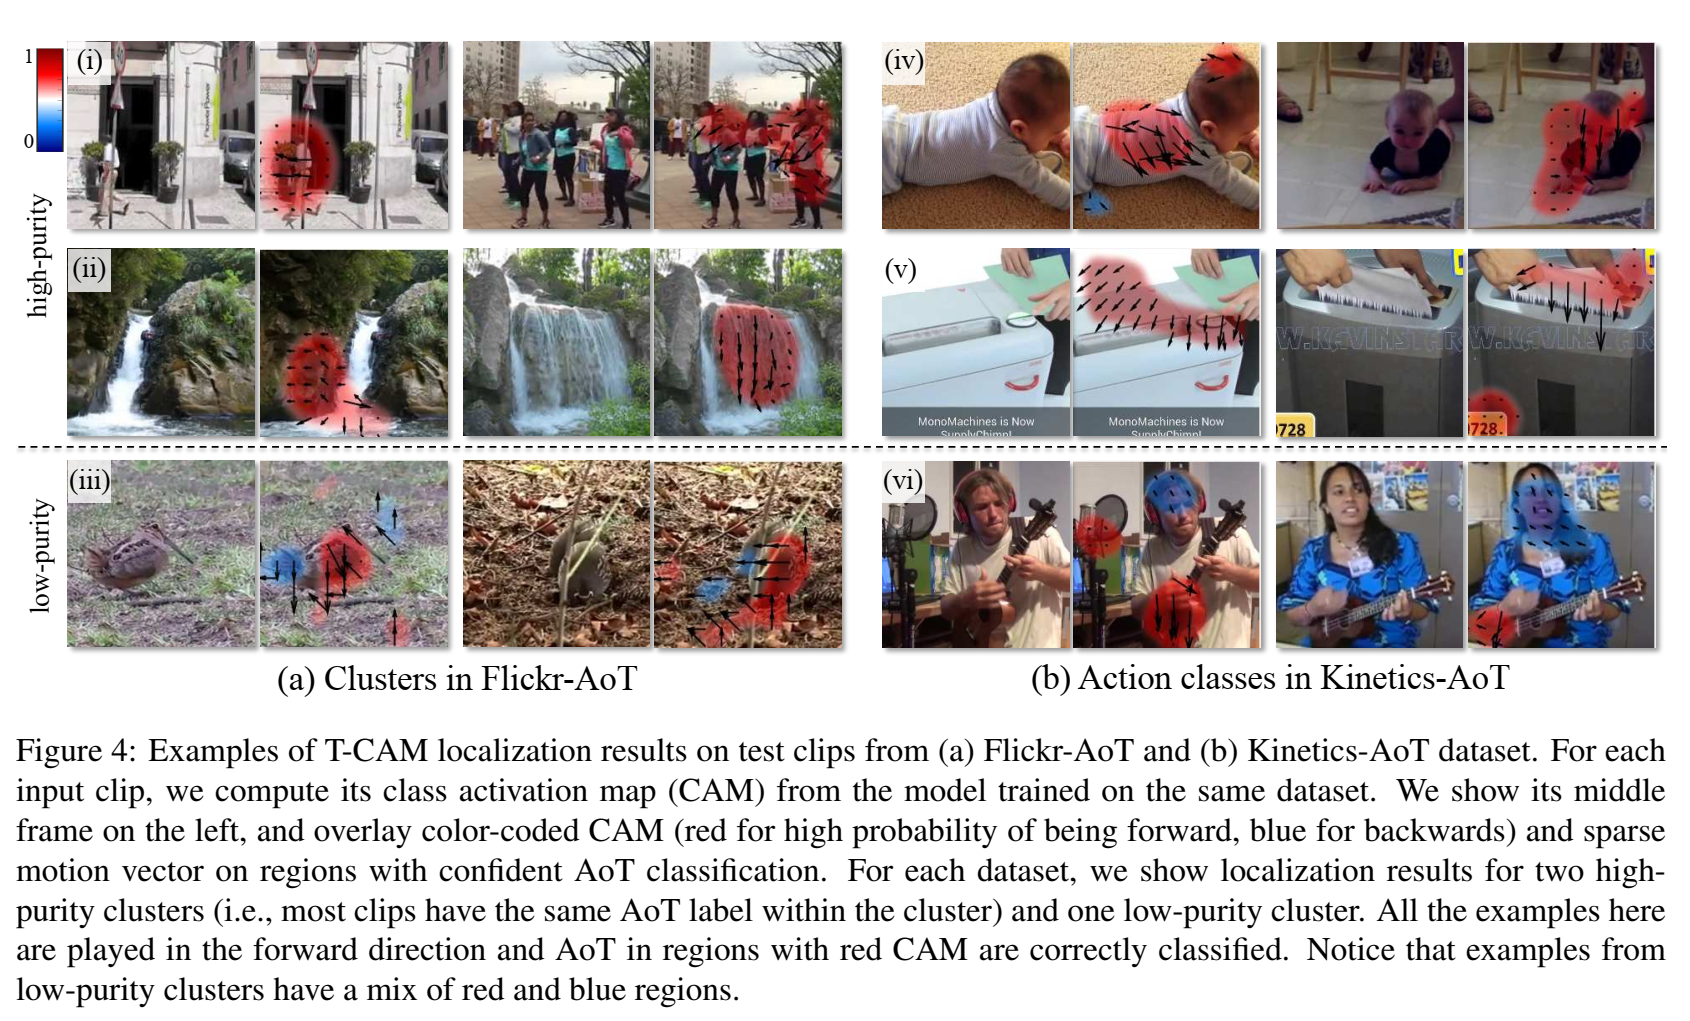 1
0
high-purity
low-purity
(i)
(iv)
(ii)
(v)
MonoMachines is Now
SupplyChimp!
MonoMachines is Now
SupplyChimp!
W.KAVINSTAR
9728
W.KAVINSTAR
728.
(iii)
(vi)
(a) Clusters in Flickr-AoT
(b) Action classes in Kinetics-AoT
Figure 4: Examples of T-CAM localization results on test clips from (a) Flickr-AoT and (b) Kinetics-AoT dataset. For each
input clip, we compute its class activation map (CAM) from the model trained on the same dataset. We show its middle
frame on the left, and overlay color-coded CAM (red for high probability of being forward, blue for backwards) and sparse
motion vector on regions with confident AoT classification. For each dataset, we show localization results for two high-
purity clusters (i.e., most clips have the same AoT label within the cluster) and one low-purity cluster. All the examples here
are played in the forward direction and AoT in regions with red CAM are correctly classified. Notice that examples from
low-purity clusters have a mix of red and blue regions.